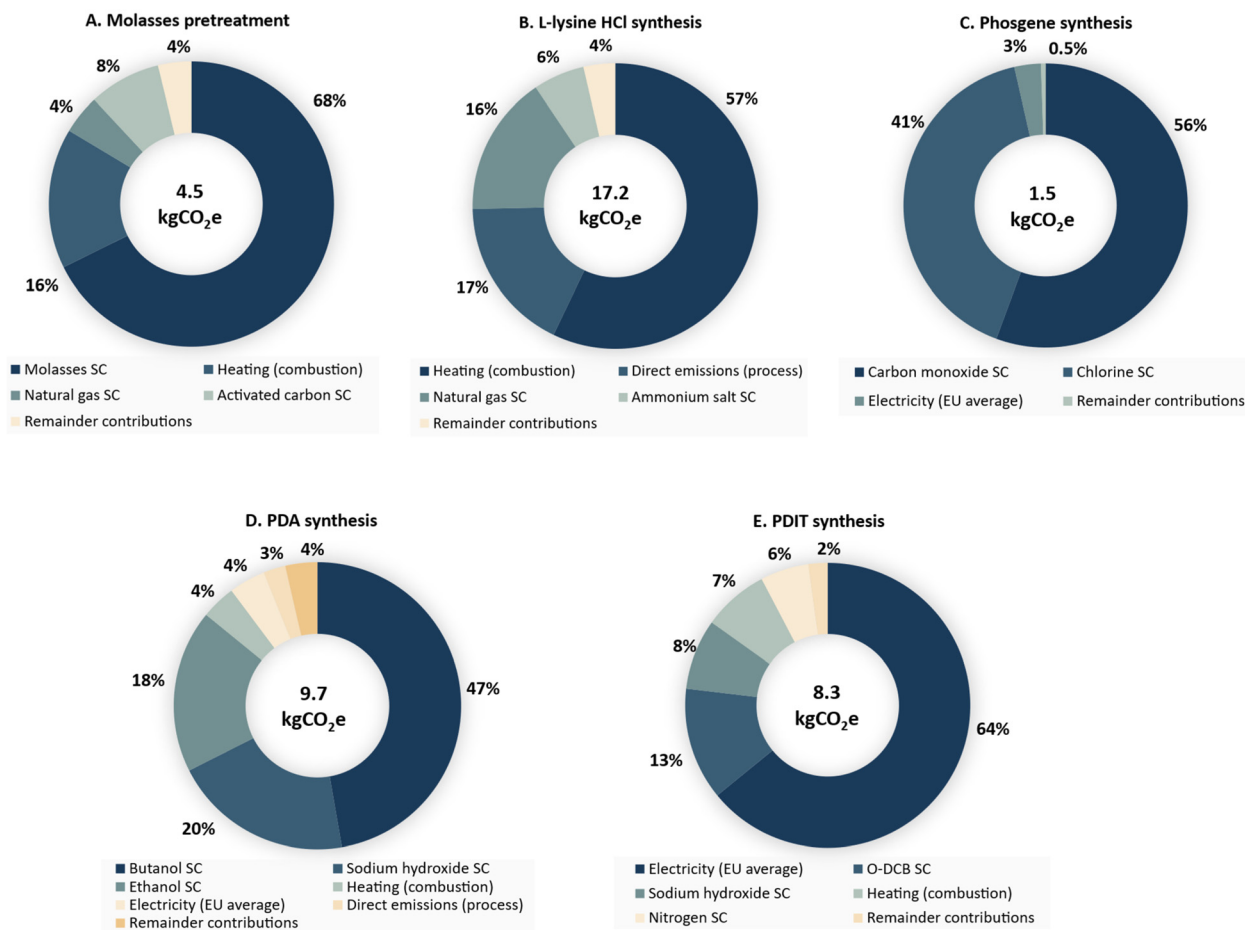 A. Molasses pretreatment
4%
8%
4%
68%
16%
4.5
kgCO₂e
Molasses SC
Heating (combustion)
Natural gas SC
Activated carbon SC
Remainder contributions
B. L-lysine HCl synthesis
4%
6%
16%
57%
17%
17.2
kgCO₂e
Heating (combustion)
Direct emissions (process)
Natural gas SC
Ammonium salt SC
Remainder contributions
C. Phosgene synthesis
3%
0.5%
41%
56%
1.5
kgCO₂e
Carbon monoxide SC
Chlorine SC
Electricity (EU average)
Remainder contributions
D. PDA synthesis
3%
4%
4%
4%
18%
47%
20%
9.7
kgCO₂e
Butanol SC
Sodium hydroxide SC
Ethanol SC
Heating (combustion)
Electricity (EU average)
Direct emissions (process)
Remainder contributions
E. PDIT synthesis
6%
2%
7%
8%
13%
64%
8.3
kgCO₂e
Electricity (EU average)
O-DCB SC
Sodium hydroxide SC
Heating (combustion)
Nitrogen SC
Remainder contributions